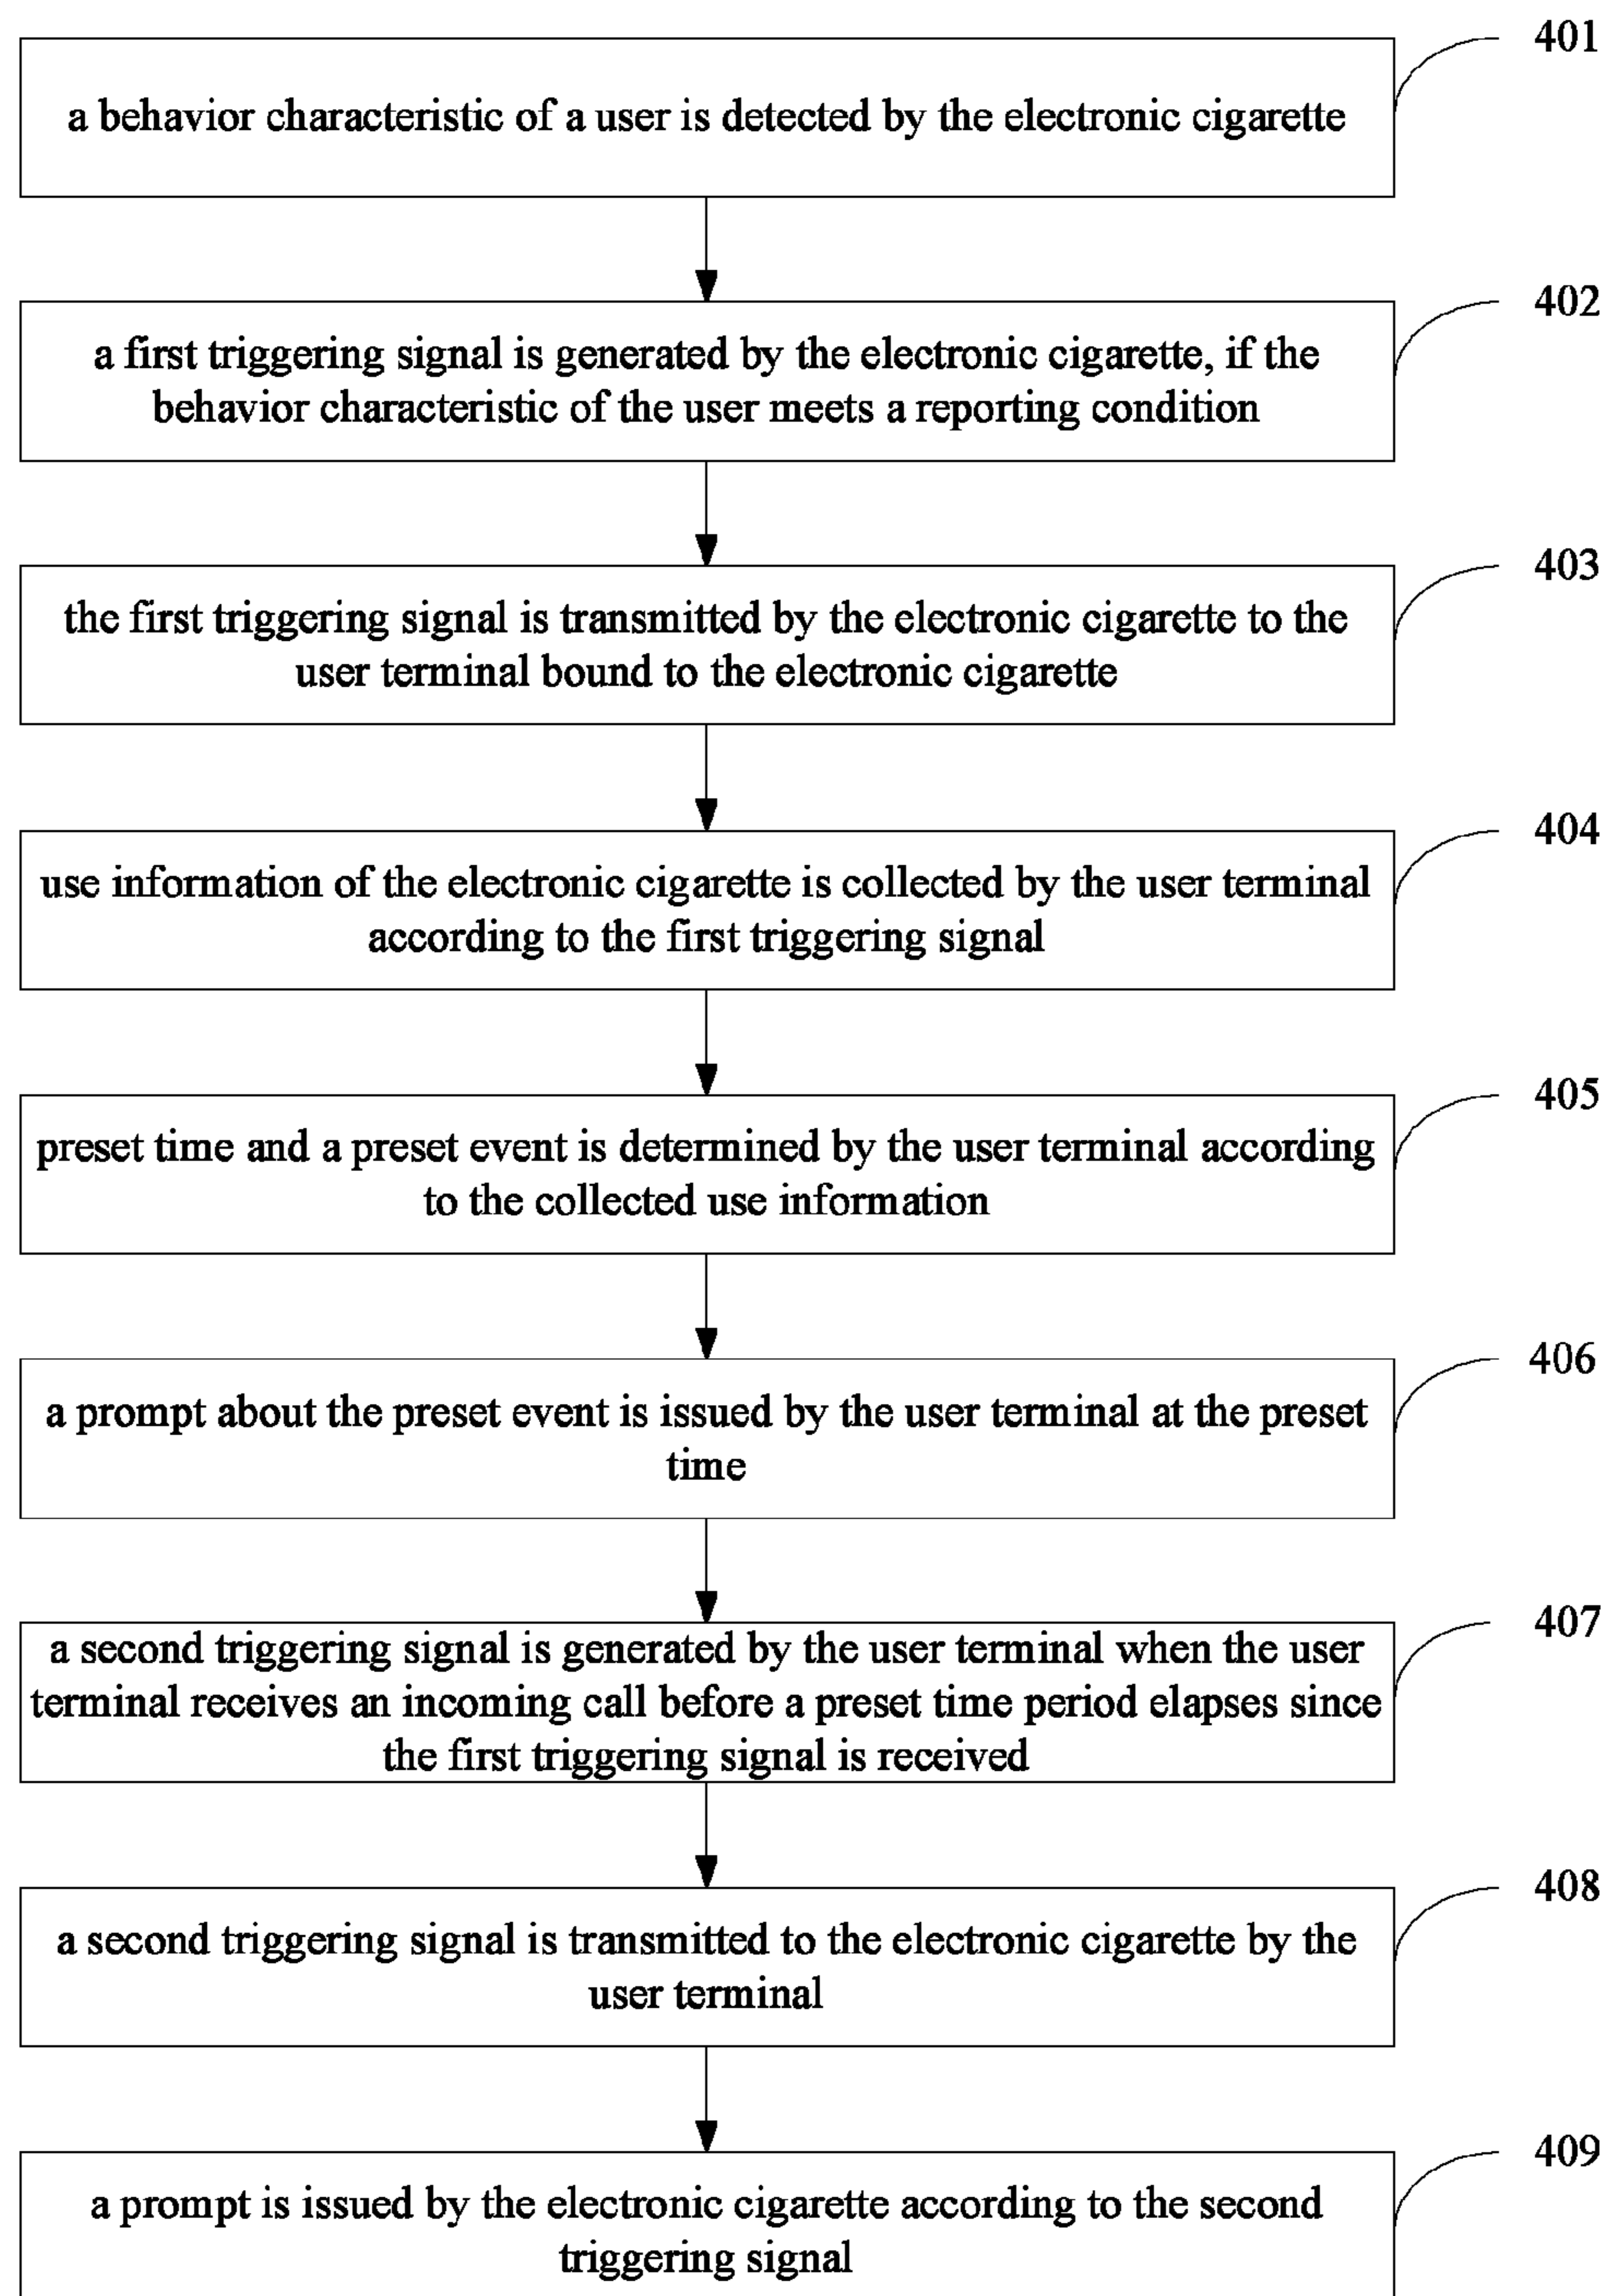 401
a behavior characteristic of a user is detected by the electronic cigarette
402
a first triggering signal is generated by the electronic cigarette, if the
behavior characteristic of the user meets a reporting condition
403
the first triggering signal is transmitted by the electronic cigarette to the
user terminal bound to the electronic cigarette
404
use information of the electronic cigarette is collected by the user terminal
according to the first triggering signal
405
preset time and a preset event is determined by the user terminal according
to the collected use information
406
a prompt about the preset event is issued by the user terminal at the preset
time
407
a second triggering signal is generated by the user terminal when the user
terminal receives an incoming call before a preset time period elapses since
the first triggering signal is received
408
a second triggering signal is transmitted to the electronic cigarette by the
user terminal
409
a prompt is issued by the electronic cigarette according to the second
triggering signal